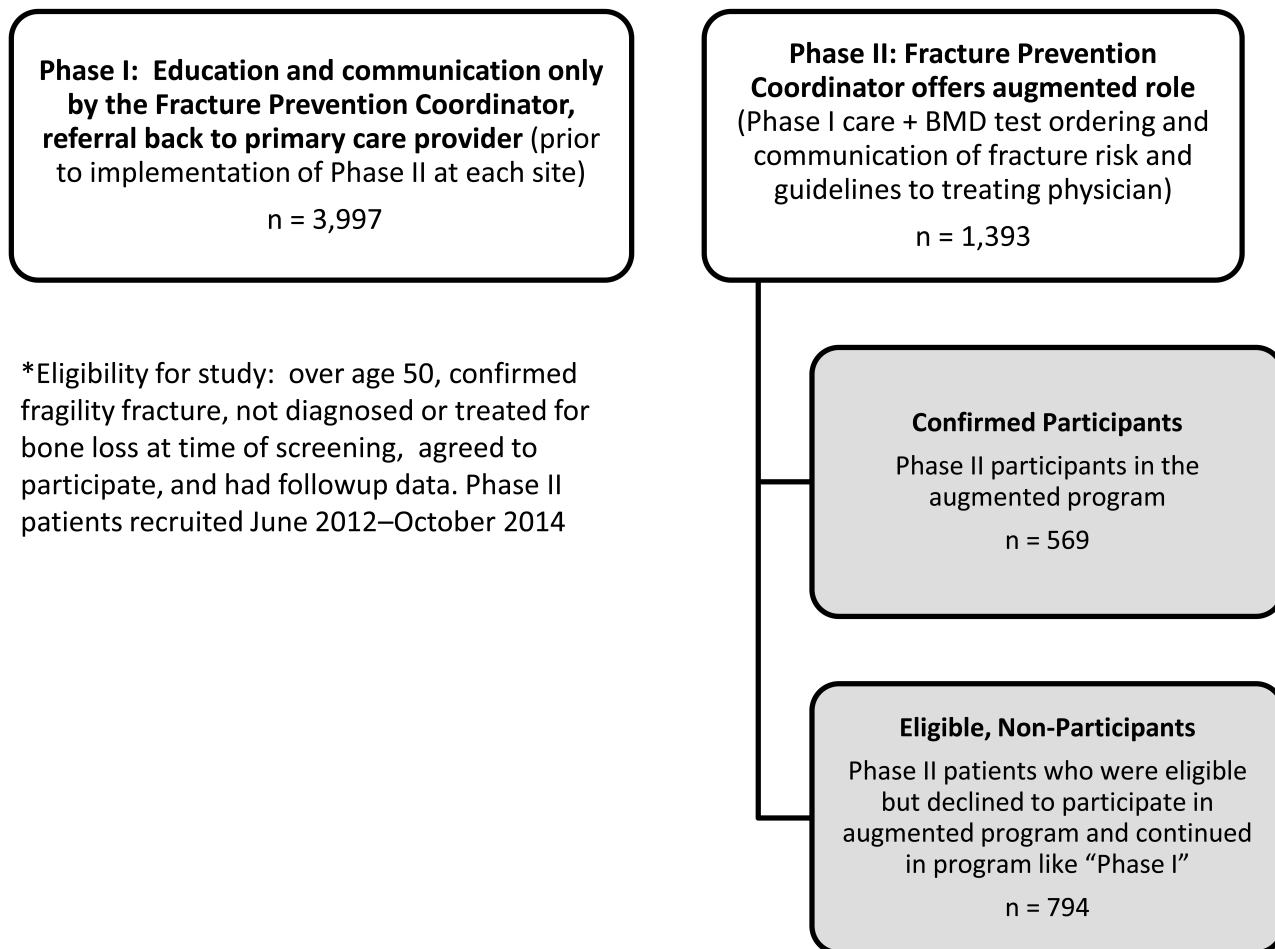 Phase I: Education and communication only
by the Fracture Prevention Coordinator,
referral back to primary care provider (prior
to implementation of Phase II at each site)
n = 3,997
Phase II: Fracture Prevention
Coordinator offers augmented role
(Phase I care + BMD test ordering and
communication of fracture risk and
guidelines to treating physician)
n = 1,393
*Eligibility for study: over age 50, confirmed
fragility fracture, not diagnosed or treated for
bone loss at time of screening, agreed to
participate, and had followup data. Phase II
patients recruited June 2012–October 2014
Confirmed Participants
Phase II participants in the
augmented program
n = 569
Eligible, Non-Participants
Phase II patients who were eligible
but declined to participate in
augmented program and continued
in program like “Phase I”
n = 794